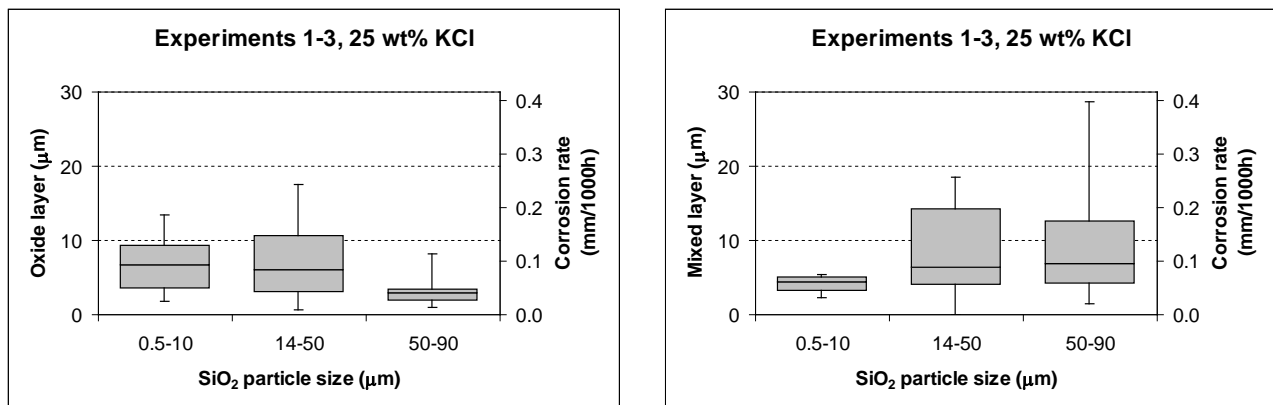 Experiments 1-3, 25 wt% KCl
30
20
10
0
Oxide layer (μm)
0.4
0.3
0.2
0.1
0.0
Corrosion rate
(mm/1000h)
0.5-10 14-50 50-90
SiO₂ particle size (μm)
Experiments 1-3, 25 wt% KCl
30
20
10
0
Mixed layer (μm)
0.4
0.3
0.2
0.1
0.0
Corrosion rate
(mm/1000h)
0.5-10 14-50 50-90
SiO₂ particle size (μm)